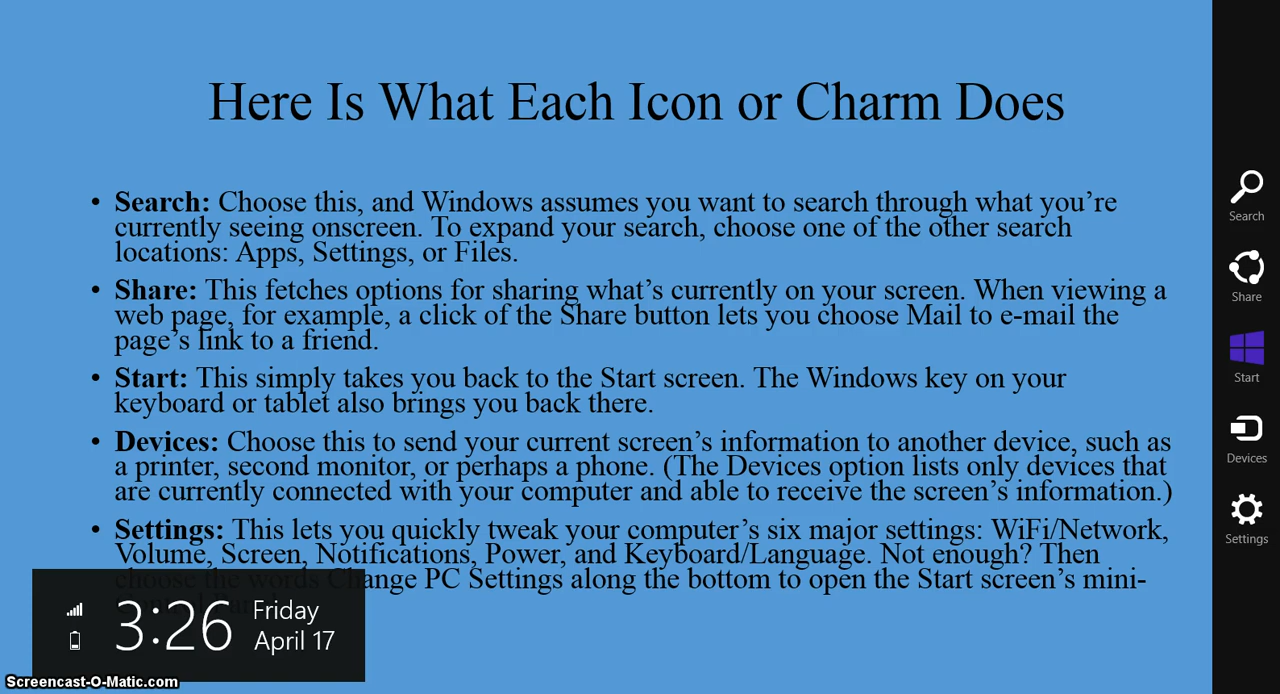 Here Is What Each Icon or Charm Does
• Search: Choose this, and Windows assumes you want to search through what you’re
currently seeing onscreen. To expand your search, choose one of the other search
locations: Apps, Settings, or Files.
• Share: This fetches options for sharing what’s currently on your screen. When viewing a
web page, for example, a click of the Share button lets you choose Mail to e-mail the
page’s link to a friend.
• Start: This simply takes you back to the Start screen. The Windows key on your
keyboard or tablet also brings you back there.
• Devices: Choose this to send your current screen’s information to another device, such as
a printer, second monitor, or perhaps a phone. (The Devices option lists only devices that
are currently connected with your computer and able to receive the screen’s information.)
• Settings: This lets you quickly tweak your computer’s six major settings: WiFi/Network,
Volume, Screen, Notifications, Power, and Keyboard/Language. Not enough? Then
choose the words Change PC Settings along the bottom to open the Start screen’s mini-
Search
Share
Start
Devices
Settings
3:26
Friday
April 17
Screencast-O-Matic.com